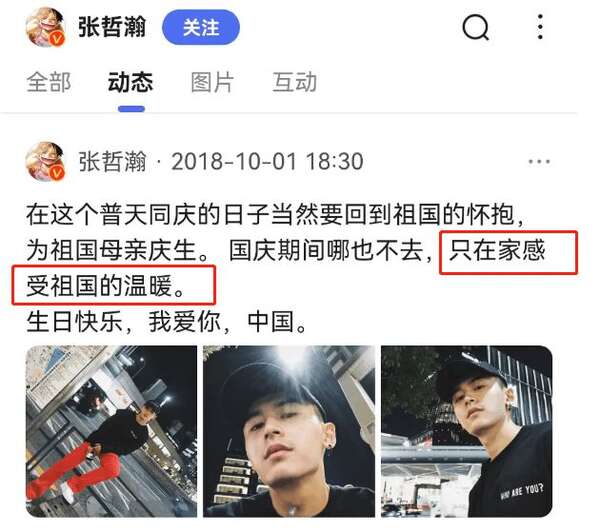 张哲瀚
关注
全部
动态
图片
互动
张哲瀚 · 2018-10-01 18:30
在这个普天同庆的日子当然要回到祖国的怀抱，
为祖国母亲庆生。 国庆期间哪也不去，只在家感
受祖国的温暖。
生日快乐，我爱你，中国。
WHO ARE YOU?